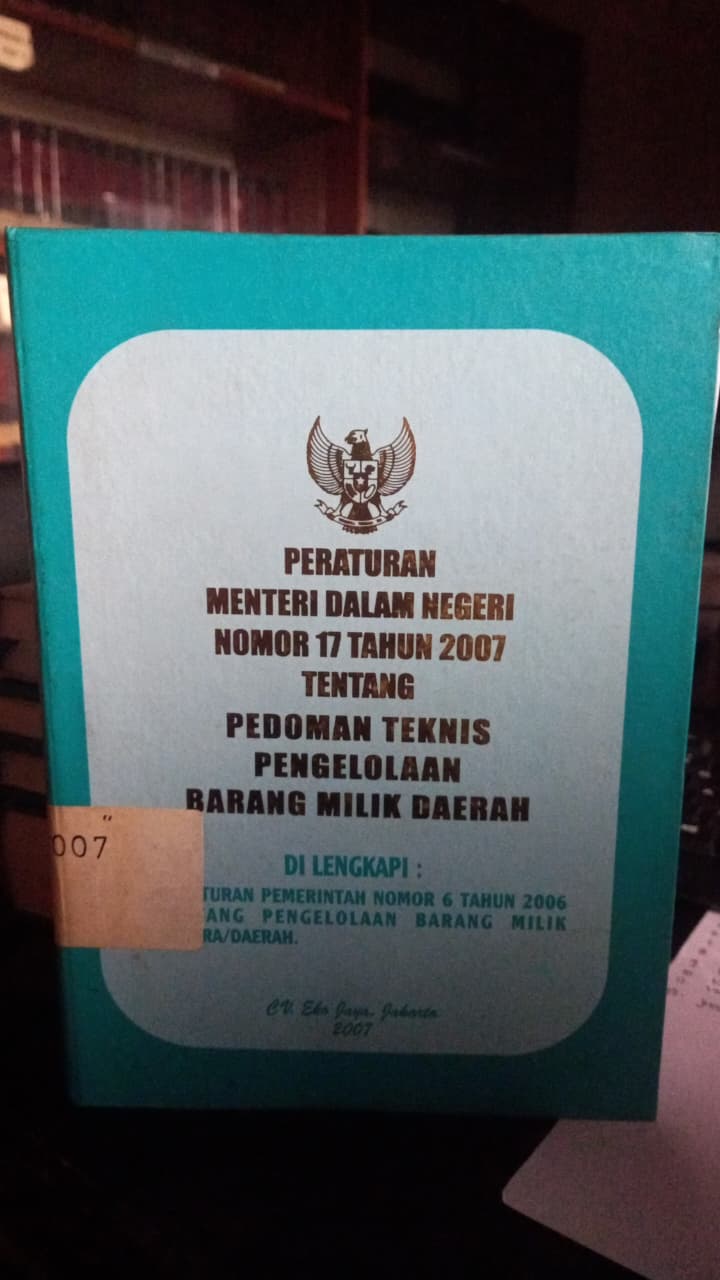 PERATURAN
MENTERI DALAM NEGERI
NOMOR 17 TAHUN 2007
TENTANG
PEDOMAN TEKNIS
PENGELOLAAN
BARANG MILIK DAERAH
"
007
DI LENGKAPI :
TURAN PEMERINTAH NOMOR 6 TAHUN 2006
ANG PENGELOLAAN BARANG MILIK
RA/DAERAH.
CV. Eko Jaya, Jakarta
2007